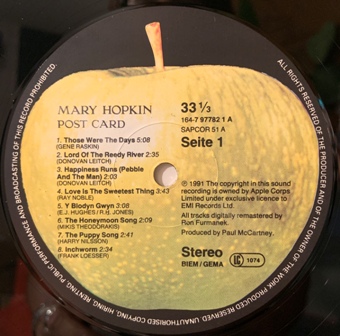 ALL RIGHTS RESERVED OF THE PRODUCER AND OF THE OWNER OF THE WORK PRODUCED RESERVED. UNAUTHORISED COPYING, HIRING, RENTING, PUBLIC PERFORMANCE AND BROADCASTING OF THIS RECORD PROHIBITED.
MARY HOPKIN
POST CARD
1. Those Were The Days 5:08
(GENE RASKIN)
2. Lord Of The Reedy River 2:35
(DONOVAN LEITCH)
3. Happiness Runs (Pebble
And The Man) 2:03
(DONOVAN LEITCH)
4. Love Is The Sweetest Thing 3:43
(RAY NOBLE)
5. Y Blodyn Gwyn 3:08
(E.J. HUGHES / R.H. JONES)
6. The Honeymoon Song 2:09
(MIKIS THEODORAKIS)
7. The Puppy Song 2:41
(HARRY NILSSON)
8. Inchworm 2:34
(FRANK LOESSER)
33 1/3
164-7 97782 1 A
SAPCOR 51 A
Seite 1
℗ 1991 The copyright in this sound
recording is owned by Apple Corps
Limited under exclusive licence to
EMI Records Ltd.
All tracks digitally remastered by
Ron Furmanek.
Produced by Paul McCartney.
Stereo
BIEM / GEMA
LC 1074